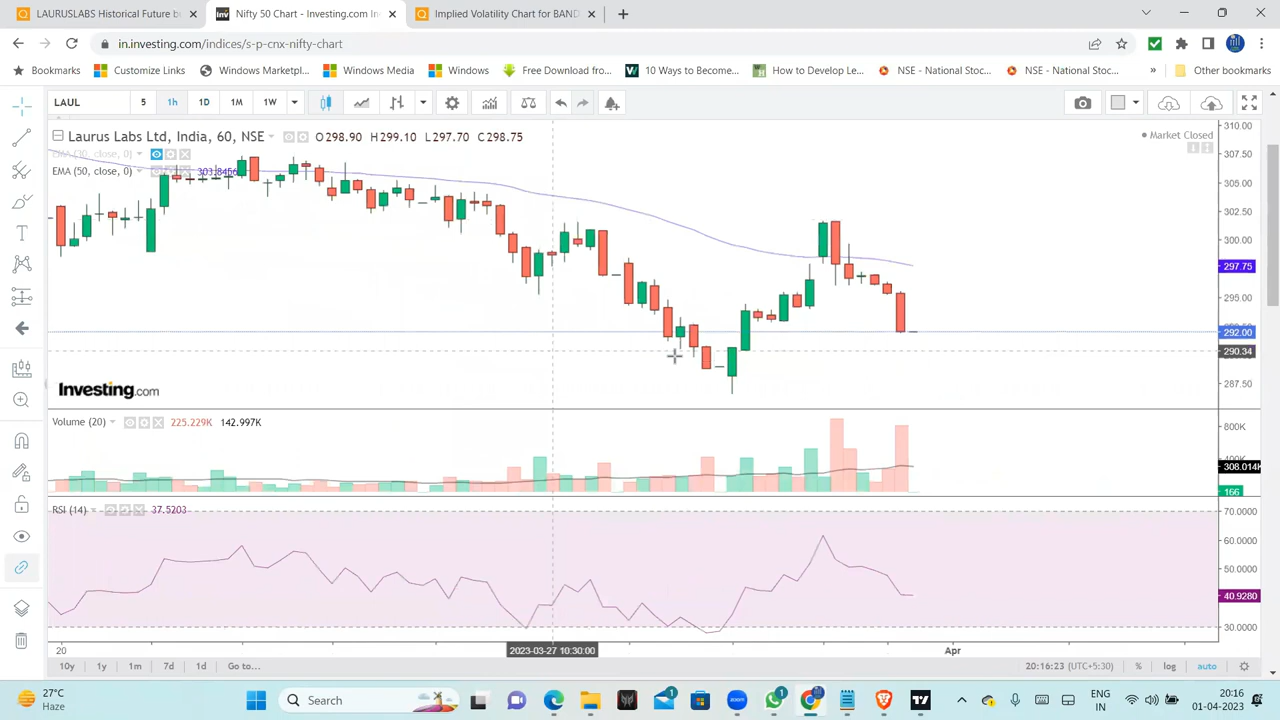 LAURUSLABS Historical Future b
Nifty 50 Chart - Investing.com In
Implied Volatility Chart for BAND
in.investing.com/indices/s-p-cnx-nifty-chart
Bookmarks
Customize Links
Windows Marketpl...
Windows Media
Windows
Free Download fro...
10 Ways to Become...
How to Develop Le...
NSE - National Stoc...
NSE - National Stoc...
»
Other bookmarks
LAUL
5
1h
1D
1M
1W
Laurus Labs Ltd, India, 60, NSE
O298.90 H299.10 L297.70 C298.75
Market Closed
EMA (50, close, 0)
303.8456
310.00
307.50
305.00
302.50
300.00
297.75
295.00
292.00
290.34
287.50
Investing.com
Volume (20)
225.229K
142.997K
800K
308.014K
166
RSI (14)
37.5203
70.0000
60.0000
50.0000
40.9280
30.0000
20
2023-03-27 10:30:00
Apr
10y
1y
1m
7d
1d
Go to...
20:16:23 (UTC+5:30)
%
log
auto
27°C
Haze
Search
ENG
IN
20:16
01-04-2023